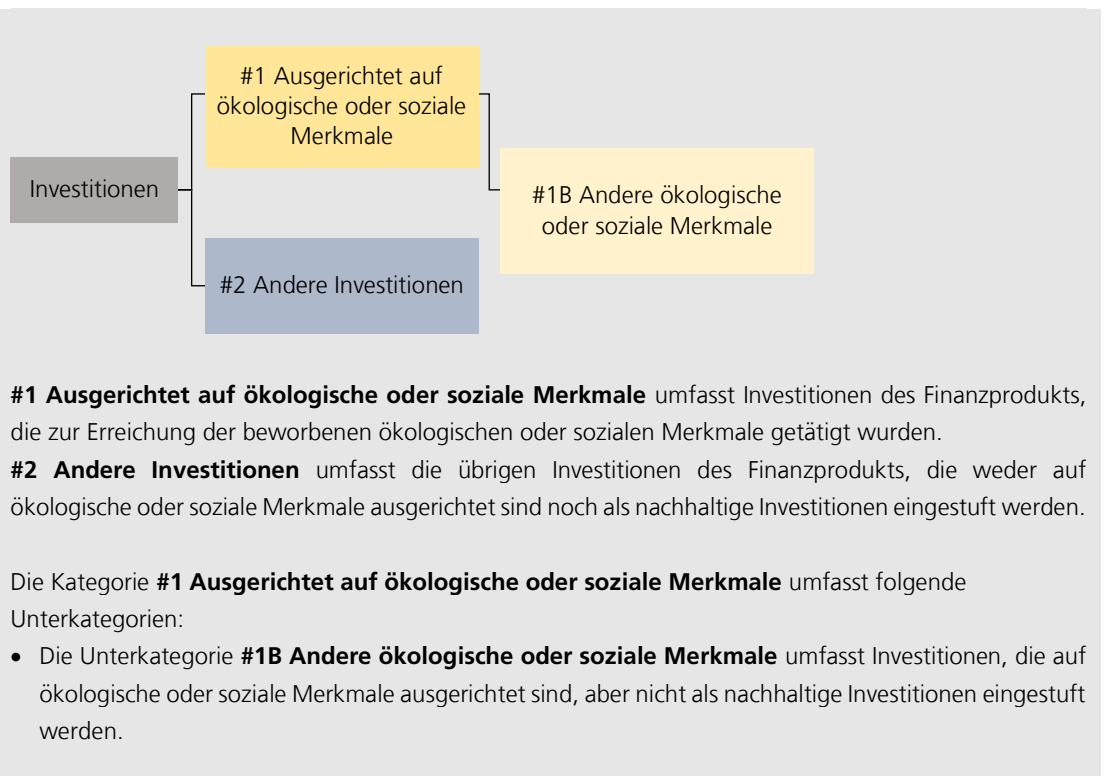 #1 Ausgerichtet auf
ökologische oder soziale
Merkmale
Investitionen
#1B Andere ökologische
oder soziale Merkmale
#2 Andere Investitionen
#1 Ausgerichtet auf ökologische oder soziale Merkmale umfasst Investitionen des Finanzprodukts,
die zur Erreichung der beworbenen ökologischen oder sozialen Merkmale getätigt wurden.
#2 Andere Investitionen umfasst die übrigen Investitionen des Finanzprodukts, die weder auf
ökologische oder soziale Merkmale ausgerichtet sind noch als nachhaltige Investitionen eingestuft werden.
Die Kategorie #1 Ausgerichtet auf ökologische oder soziale Merkmale umfasst folgende
Unterkategorien:
• Die Unterkategorie #1B Andere ökologische oder soziale Merkmale umfasst Investitionen, die auf
ökologische oder soziale Merkmale ausgerichtet sind, aber nicht als nachhaltige Investitionen eingestuft
werden.